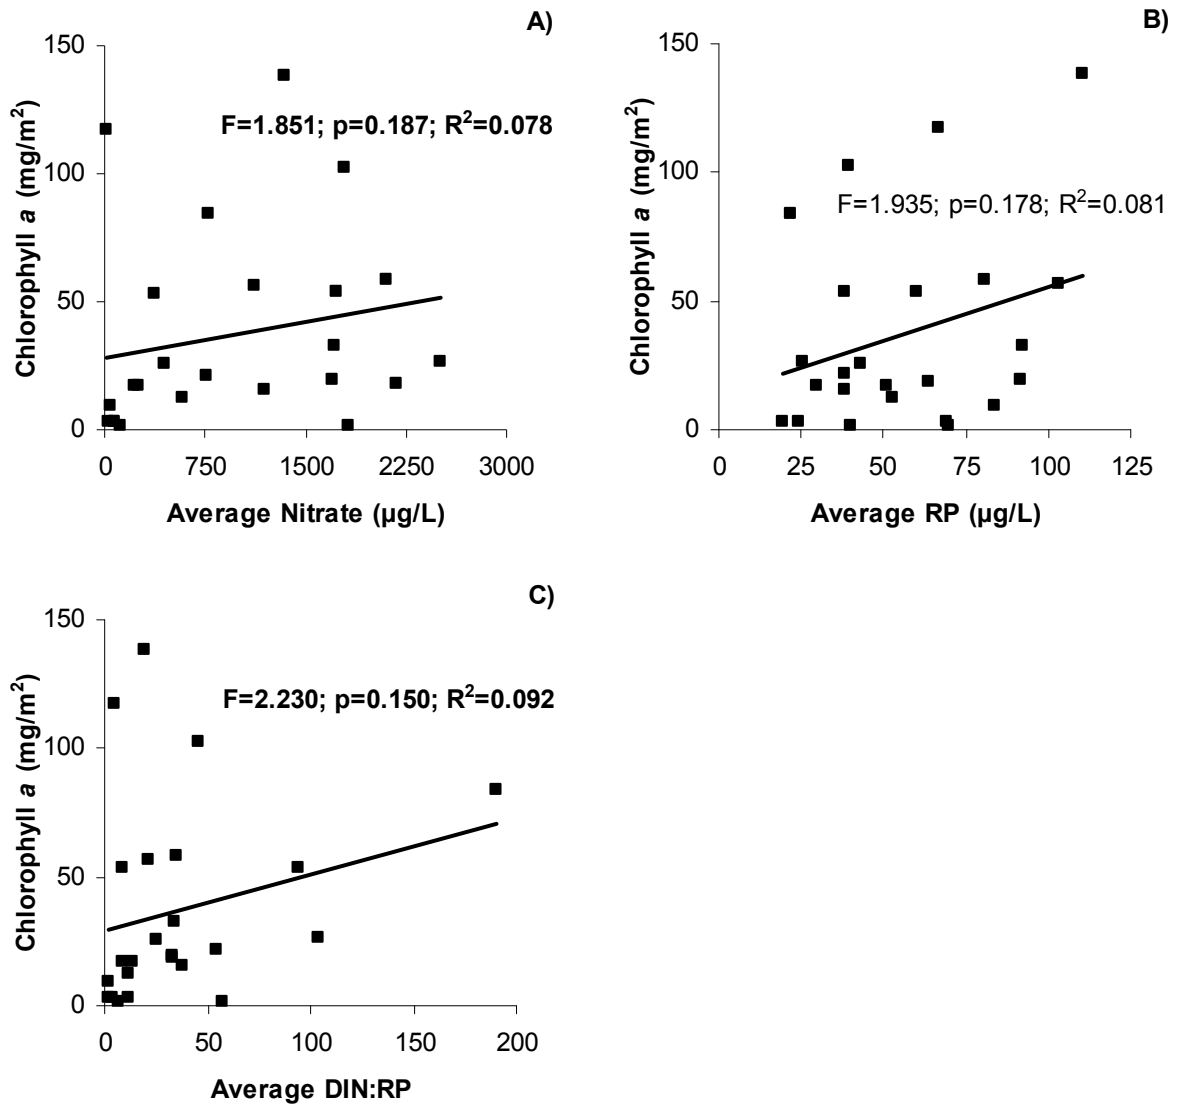 A)
Chlorophyll a (mg/m²)
150
100
50
0
F=1.851; p=0.187; R²=0.078
0 750 1500 2250 3000
Average Nitrate (µg/L)
B)
Chlorophyll a (mg/m²)
150
100
50
0
F=1.935; p=0.178; R²=0.081
0 25 50 75 100 125
Average RP (µg/L)
C)
Chlorophyll a (mg/m²)
150
100
50
0
F=2.230; p=0.150; R²=0.092
0 50 100 150 200
Average DIN:RP